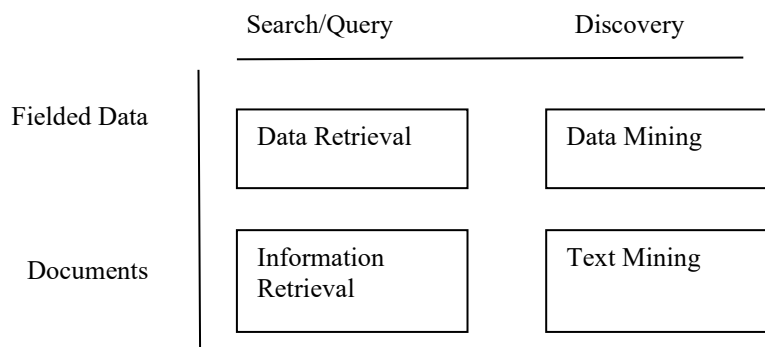 Search/Query Discovery
Fielded Data
Data Retrieval Data Mining
Documents
Information
Retrieval
Text Mining